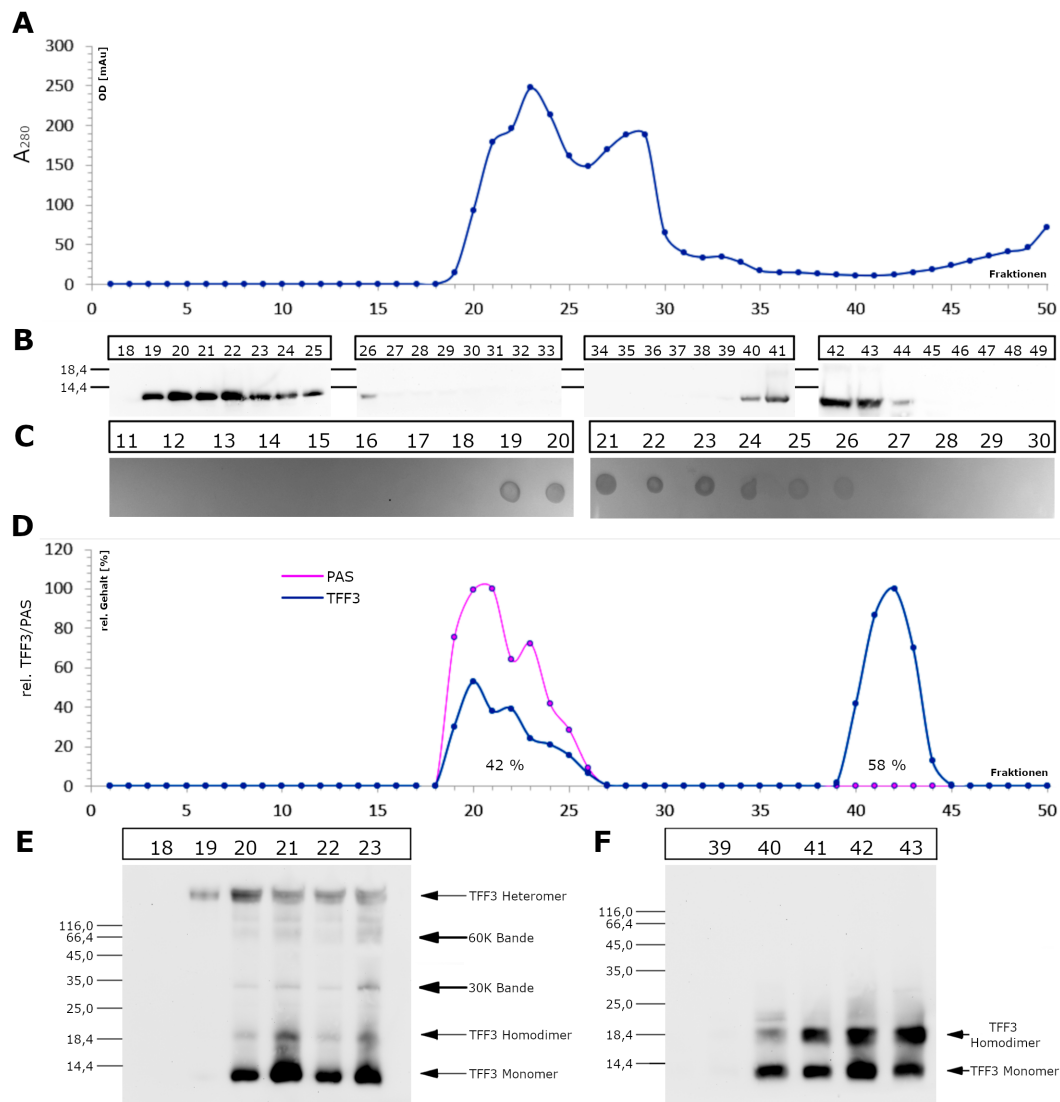 A
300
250
200
150
100
50
0
OD [mAu]
A280
Fraktionen
0 5 10 15 20 25 30 35 40 45 50
B
18 19 20 21 22 23 24 25 26 27 28 29 30 31 32 33 34 35 36 37 38 39 40 41 42 43 44 45 46 47 48 49
18,4
14,4
C
11 12 13 14 15 16 17 18 19 20 21 22 23 24 25 26 27 28 29 30
D
120
100
80
60
40
20
0
rel. Gehalt [%]
rel. TFF3/PAS
PAS
TFF3
42 %
58 %
Fraktionen
0 5 10 15 20 25 30 35 40 45 50
E
18 19 20 21 22 23
116,0
66,4
45,0
35,0
25,0
18,4
14,4
TFF3 Heteromer
60K Bande
30K Bande
TFF3 Homodimer
TFF3 Monomer
F
39 40 41 42 43
116,0
66,4
45,0
35,0
25,0
18,4
14,4
TFF3
Homodimer
TFF3 Monomer